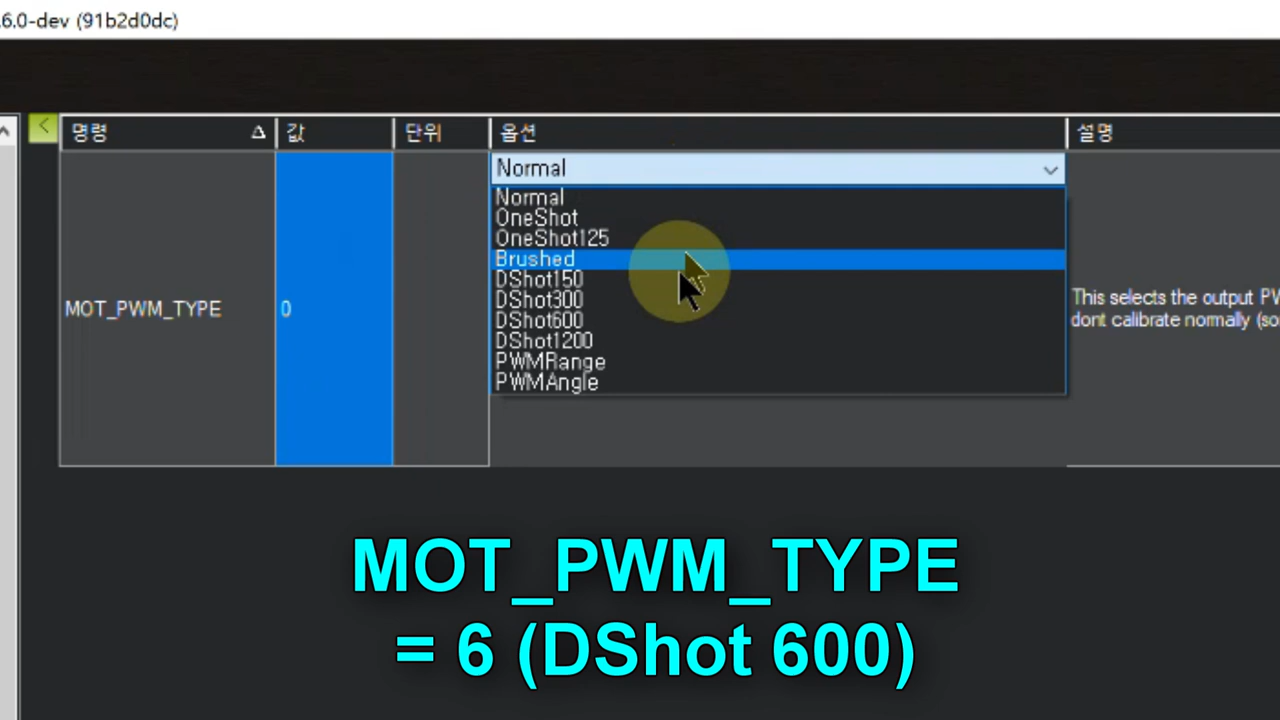 .6.0-dev (91b2d0dc)
< 명령 Δ 값 단위 옵션 설명
Normal
Normal
OneShot
OneShot125
Brushed
DShot150
DShot300
DShot600
DShot1200
PWMRange
PWMAngle
MOT_PWM_TYPE 0
This selects the output PW
dont calibrate normally (so
MOT_PWM_TYPE
= 6 (DShot 600)